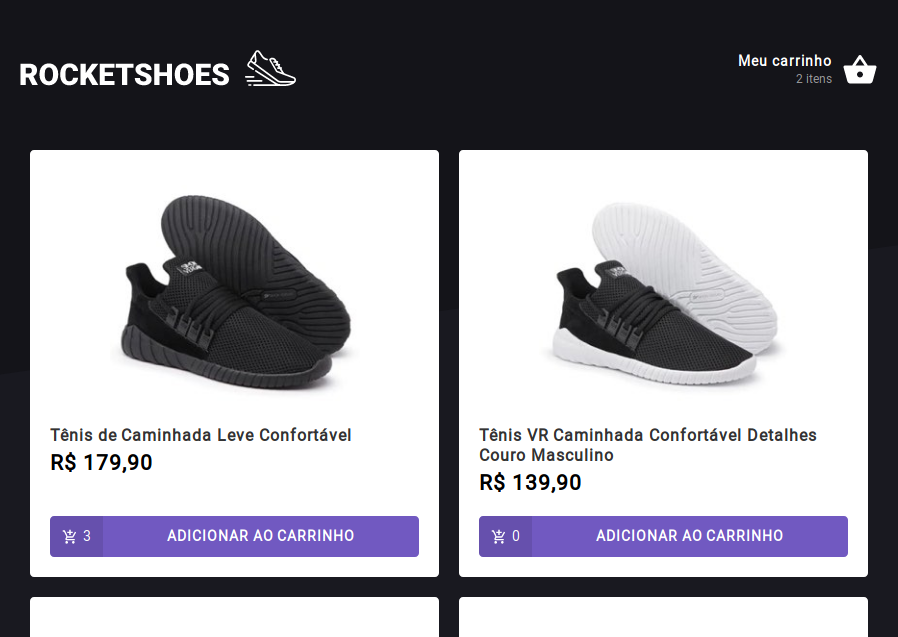 ROCKETSHOES
Meu carrinho
2 itens
Tênis de Caminhada Leve Confortável
R$ 179,90
3
ADICIONAR AO CARRINHO
Tênis VR Caminhada Confortável Detalhes
Couro Masculino
R$ 139,90
0
ADICIONAR AO CARRINHO